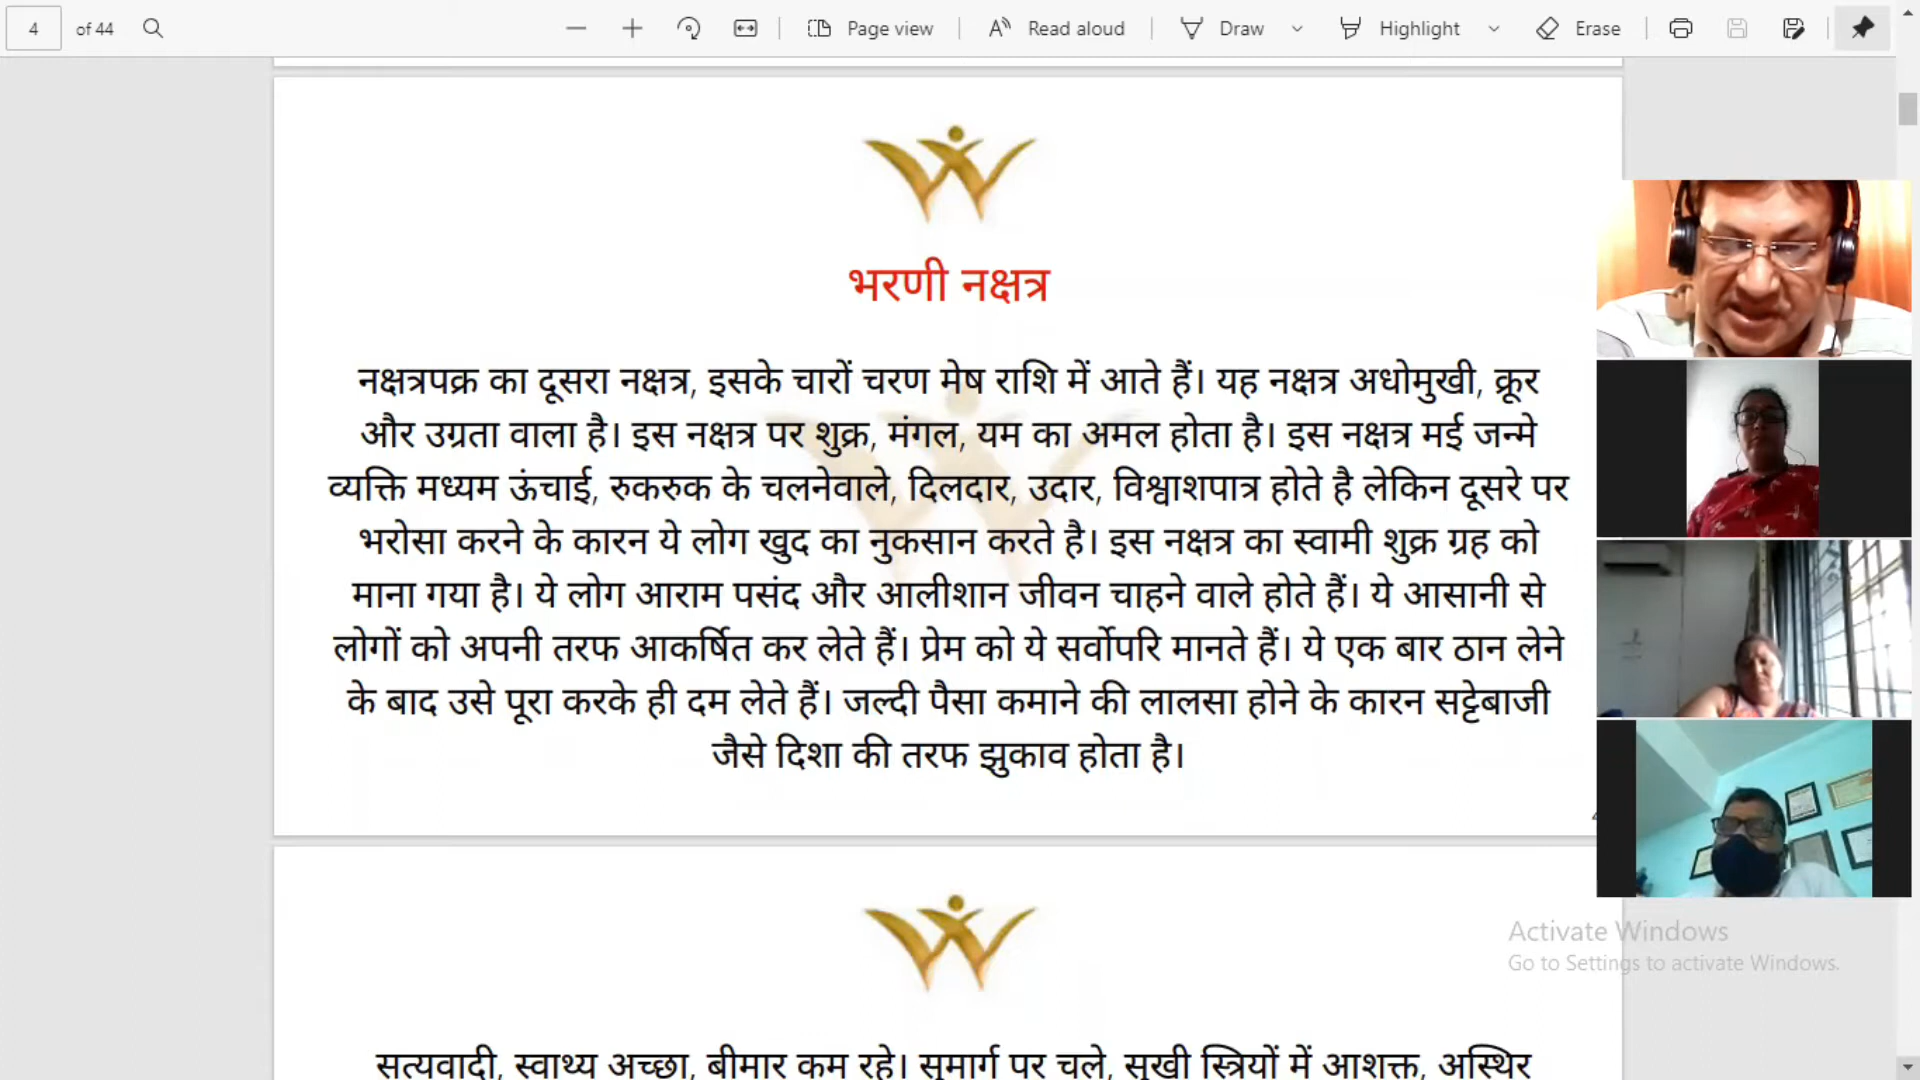 4 of 44 Page view Read aloud Draw Highlight Erase
भरणी नक्षत्र
नक्षत्रपक्र का दूसरा नक्षत्र, इसके चारों चरण मेष राशि में आते हैं। यह नक्षत्र अधोमुखी, क्रूर
और उग्रता वाला है। इस नक्षत्र पर शुक्र, मंगल, यम का अमल होता है। इस नक्षत्र मई जन्मे
व्यक्ति मध्यम ऊंचाई, रुकरुक के चलनेवाले, दिलदार, उदार, विश्वाशपात्र होते है लेकिन दूसरे पर
भरोसा करने के कारन ये लोग खुद का नुकसान करते है। इस नक्षत्र का स्वामी शुक्र ग्रह को
माना गया है। ये लोग आराम पसंद और आलीशान जीवन चाहने वाले होते हैं। ये आसानी से
लोगों को अपनी तरफ आकर्षित कर लेते हैं। प्रेम को ये सर्वोपरि मानते हैं। ये एक बार ठान लेने
के बाद उसे पूरा करके ही दम लेते हैं। जल्दी पैसा कमाने की लालसा होने के कारन सट्टेबाजी
जैसे दिशा की तरफ झुकाव होता है।
Activate Windows
Go to Settings to activate Windows.
सत्यवादी, स्वाथ्य अच्छा, बीमार कम रहे। सुमार्ग पर चले, सुखी स्त्रियों में आशक्त, अस्थिर